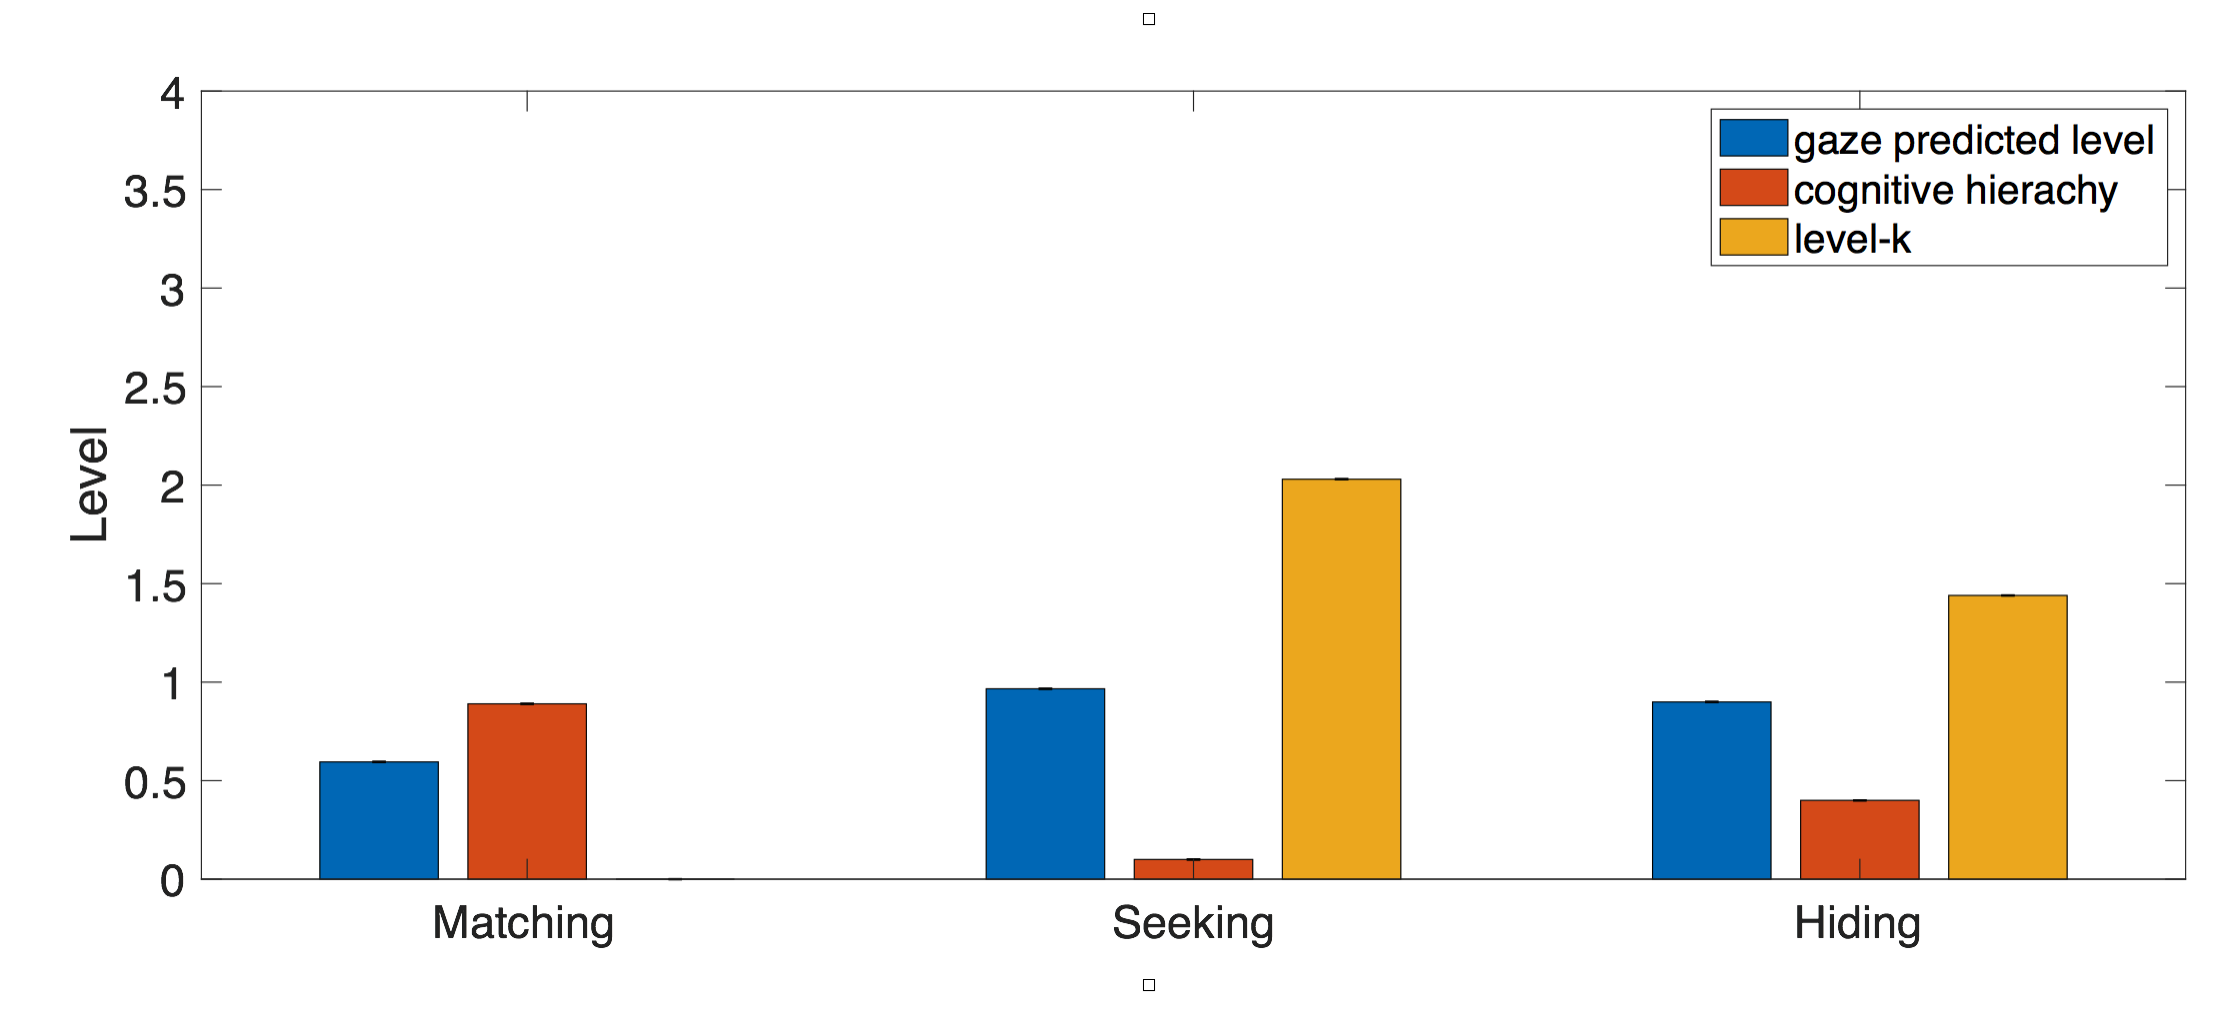 4
3.5
3
2.5
2
1.5
1
0.5
0
Level
gaze predicted level
cognitive hierachy
level-k
Matching
Seeking
Hiding